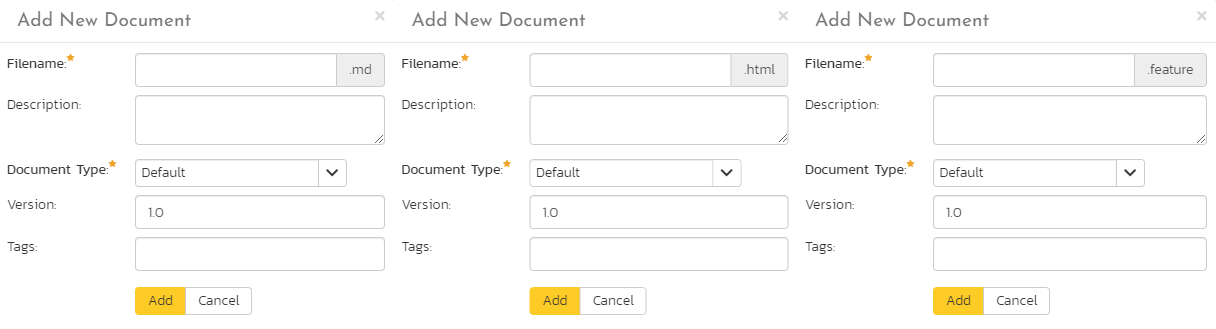 Add New Document ×
Filename:* .md
Description:
Document Type:* Default
Version: 1.0
Tags:
Add Cancel
Add New Document ×
Filename:* .html
Description:
Document Type:* Default
Version: 1.0
Tags:
Add Cancel
Add New Document ×
Filename:* .feature
Description:
Document Type:* Default
Version: 1.0
Tags:
Add Cancel